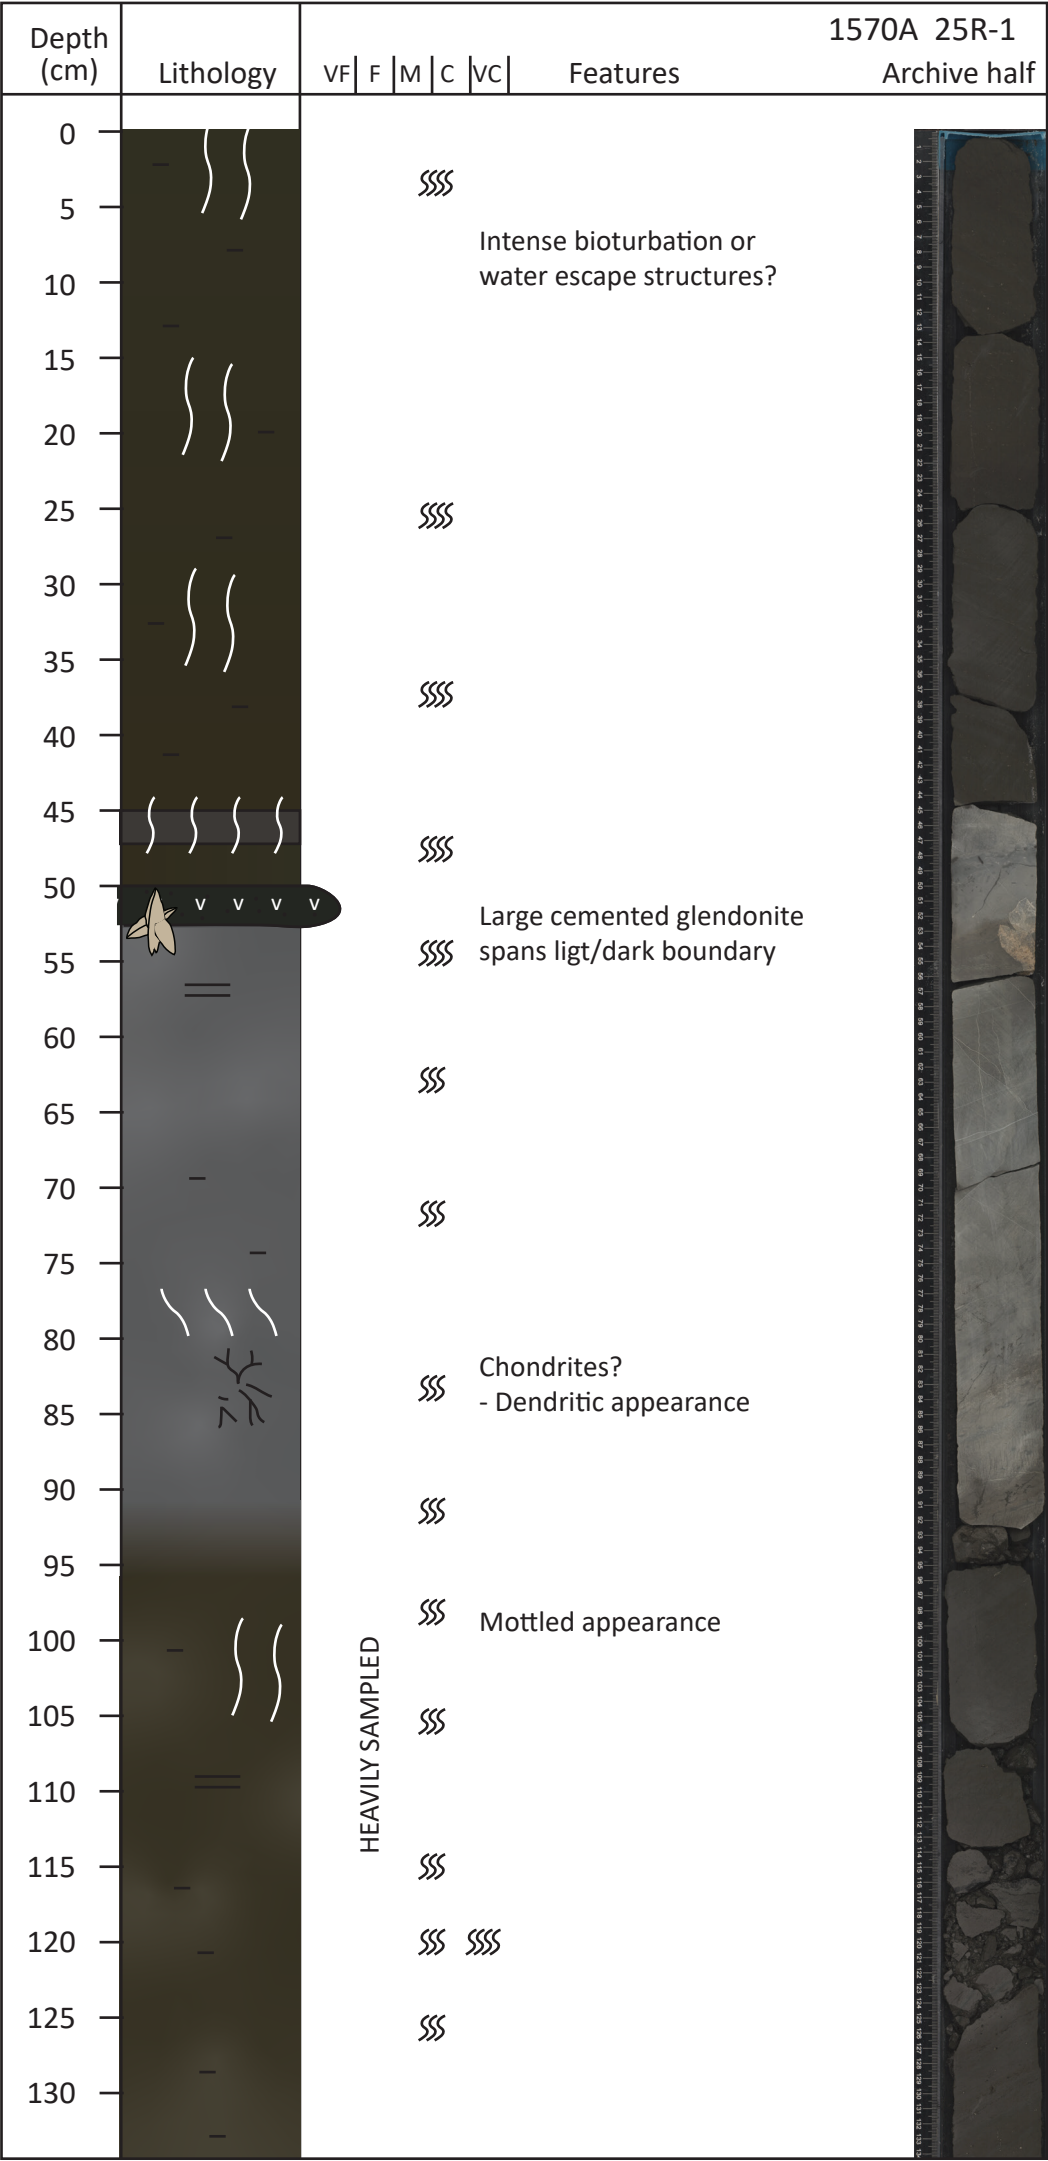 1570A 25R-1
Depth
(cm)
Lithology
VF F M C VC
Features
Archive half
0
5
Intense bioturbation or
water escape structures?
10
15
20
25
30
35
40
45
50
v v v v
Large cemented glendonite
spans ligt/dark boundary
55
60
65
70
75
80
Chondrites?
- Dendritic appearance
85
90
95
Mottled appearance
100
HEAVILY SAMPLED
105
110
115
120
125
130